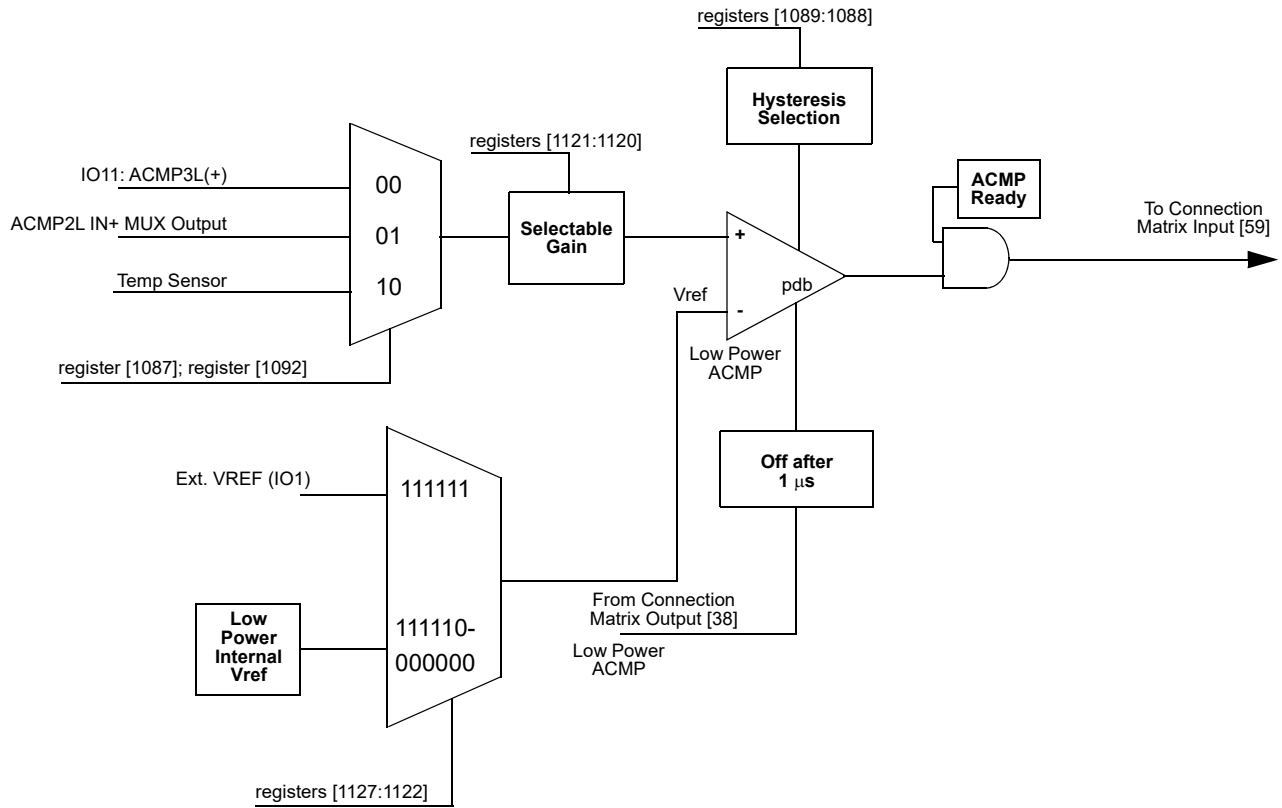 registers [1089:1088]
Hysteresis
Selection
registers [1121:1120]
IO11: ACMP3L(+)
00
ACMP2L IN+ MUX Output
01
Temp Sensor
10
register [1087]; register [1092]
Selectable
Gain
ACMP
Ready
To Connection
Matrix Input [59]
+
pdb
Vref
-
Low Power
ACMP
Off after
1 μs
Ext. VREF (IO1)
111111
Low
Power
Internal
Vref
111110-
000000
From Connection
Matrix Output [38]
Low Power
ACMP
registers [1127:1122]